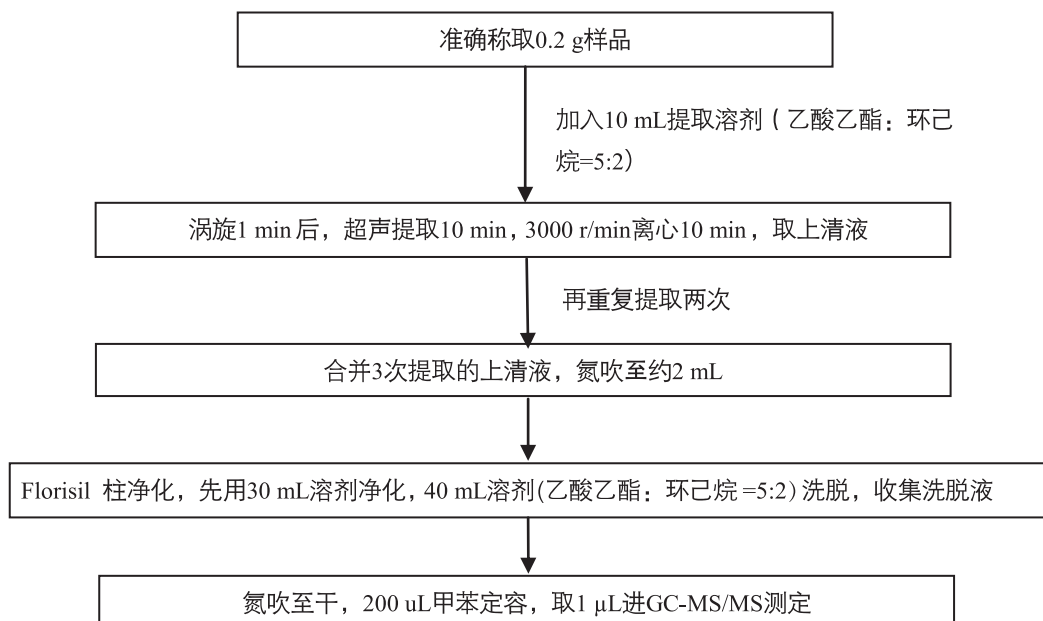 准确称取0.2 g样品
加入10 mL提取溶剂（乙酸乙酯：环己
烷=5:2）
涡旋1 min后，超声提取10 min，3000 r/min离心10 min，取上清液
再重复提取两次
合并3次提取的上清液，氮吹至约2 mL
Florisil 柱净化，先用30 mL溶剂净化，40 mL溶剂(乙酸乙酯：环己烷=5:2) 洗脱，收集洗脱液
氮吹至干，200 uL甲苯定容，取1 μL进GC-MS/MS测定